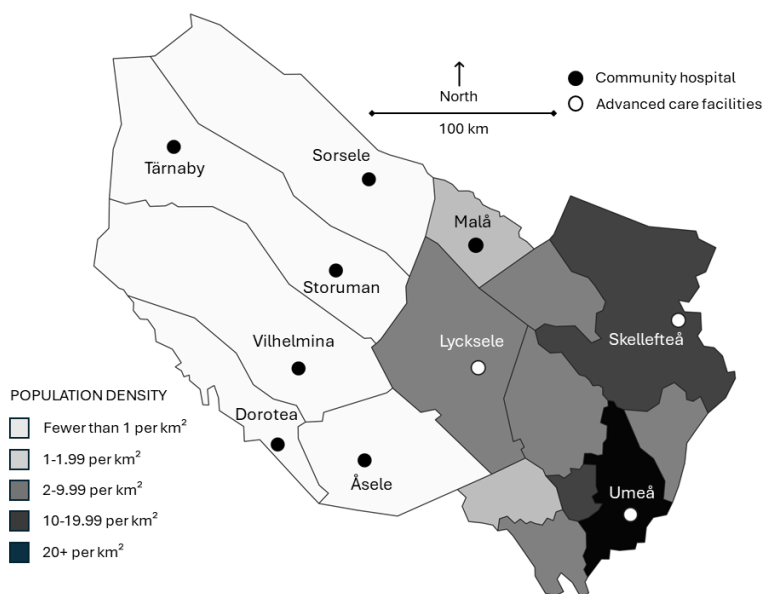 North
100 km
Community hospital
Advanced care facilities
Tärnaby
Sorsele
Malå
Storuman
Vilhelmina
Lycksele
Skellefteå
Dorotea
Åsele
Umeå
POPULATION DENSITY
Fewer than 1 per km²
1-1.99 per km²
2-9.99 per km²
10-19.99 per km²
20+ per km²